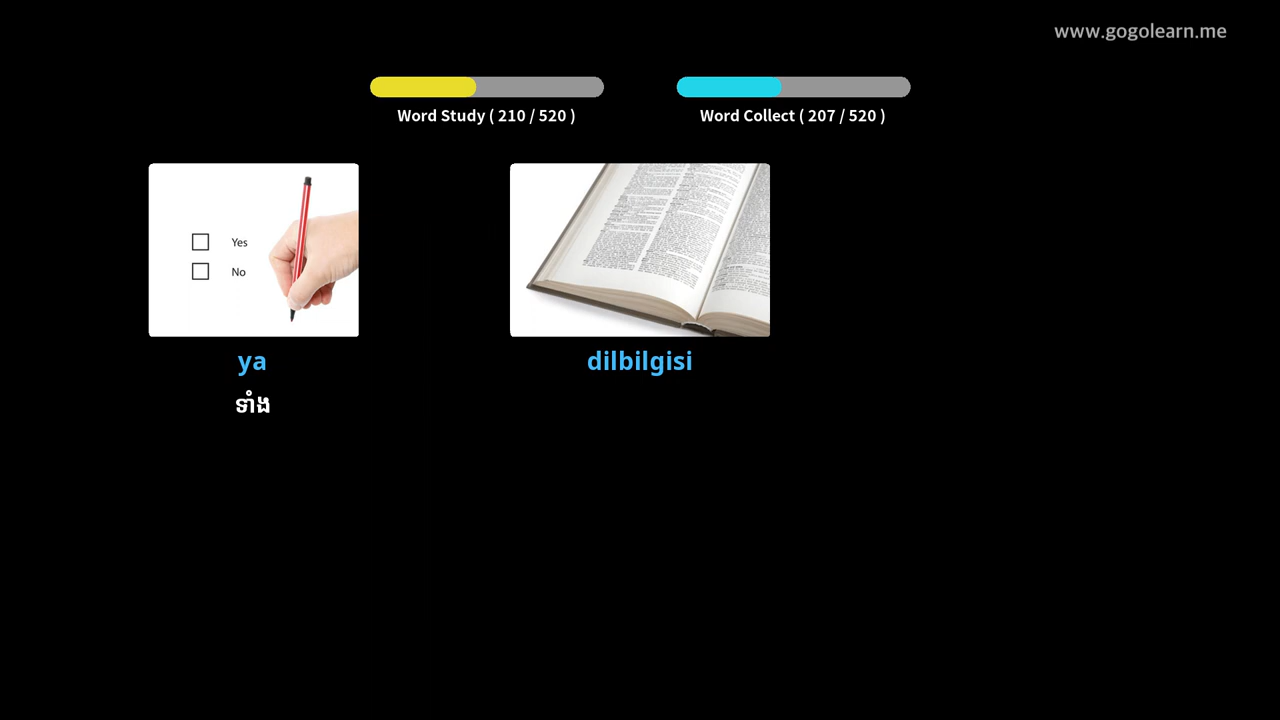 www.gogolearn.me
Word Study ( 210 / 520 )
Word Collect ( 207 / 520 )
Yes
No
ya
ទាំង
dilbilgisi